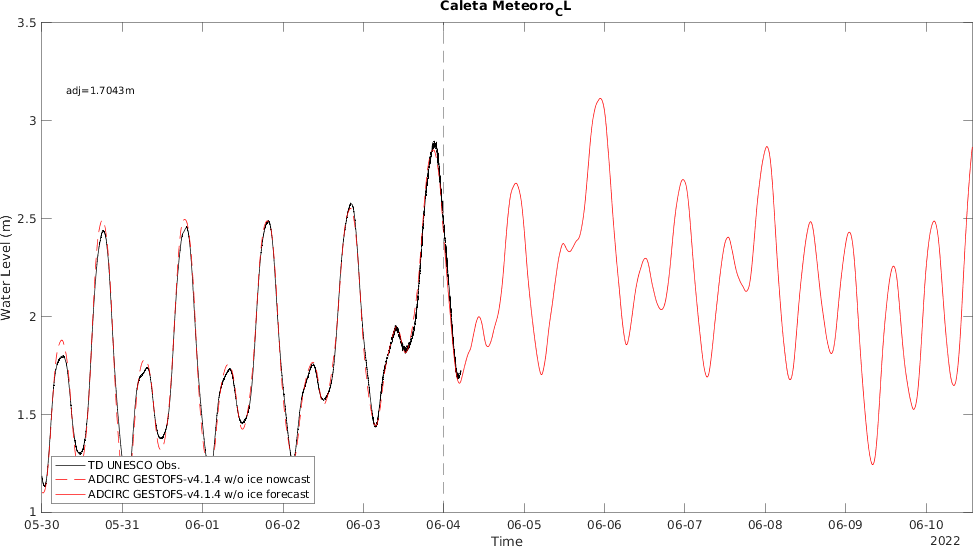 Caleta Meteoro_CL
3.5
adj=1.7043m
3
2.5
Water Level (m)
2
1.5
TD UNESCO Obs.
ADCIRC GESTOFS-v4.1.4 w/o ice nowcast
ADCIRC GESTOFS-v4.1.4 w/o ice forecast
1
05-30 05-31 06-01 06-02 06-03 06-04 06-05 06-06 06-07 06-08 06-09 06-10
Time
2022